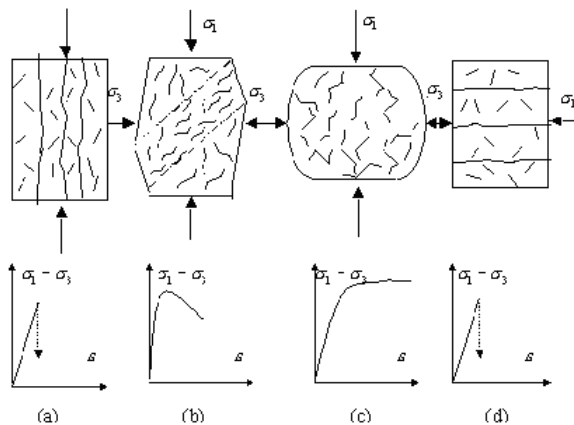 σ₁ σ₁
σ₃ σ₃ σ₃ σ₁
σ₁ − σ₃ σ₁ − σ₃ σ₁ − σ₃ σ₁ − σ₃
ε ε ε ε
(a) (b) (c) (d)